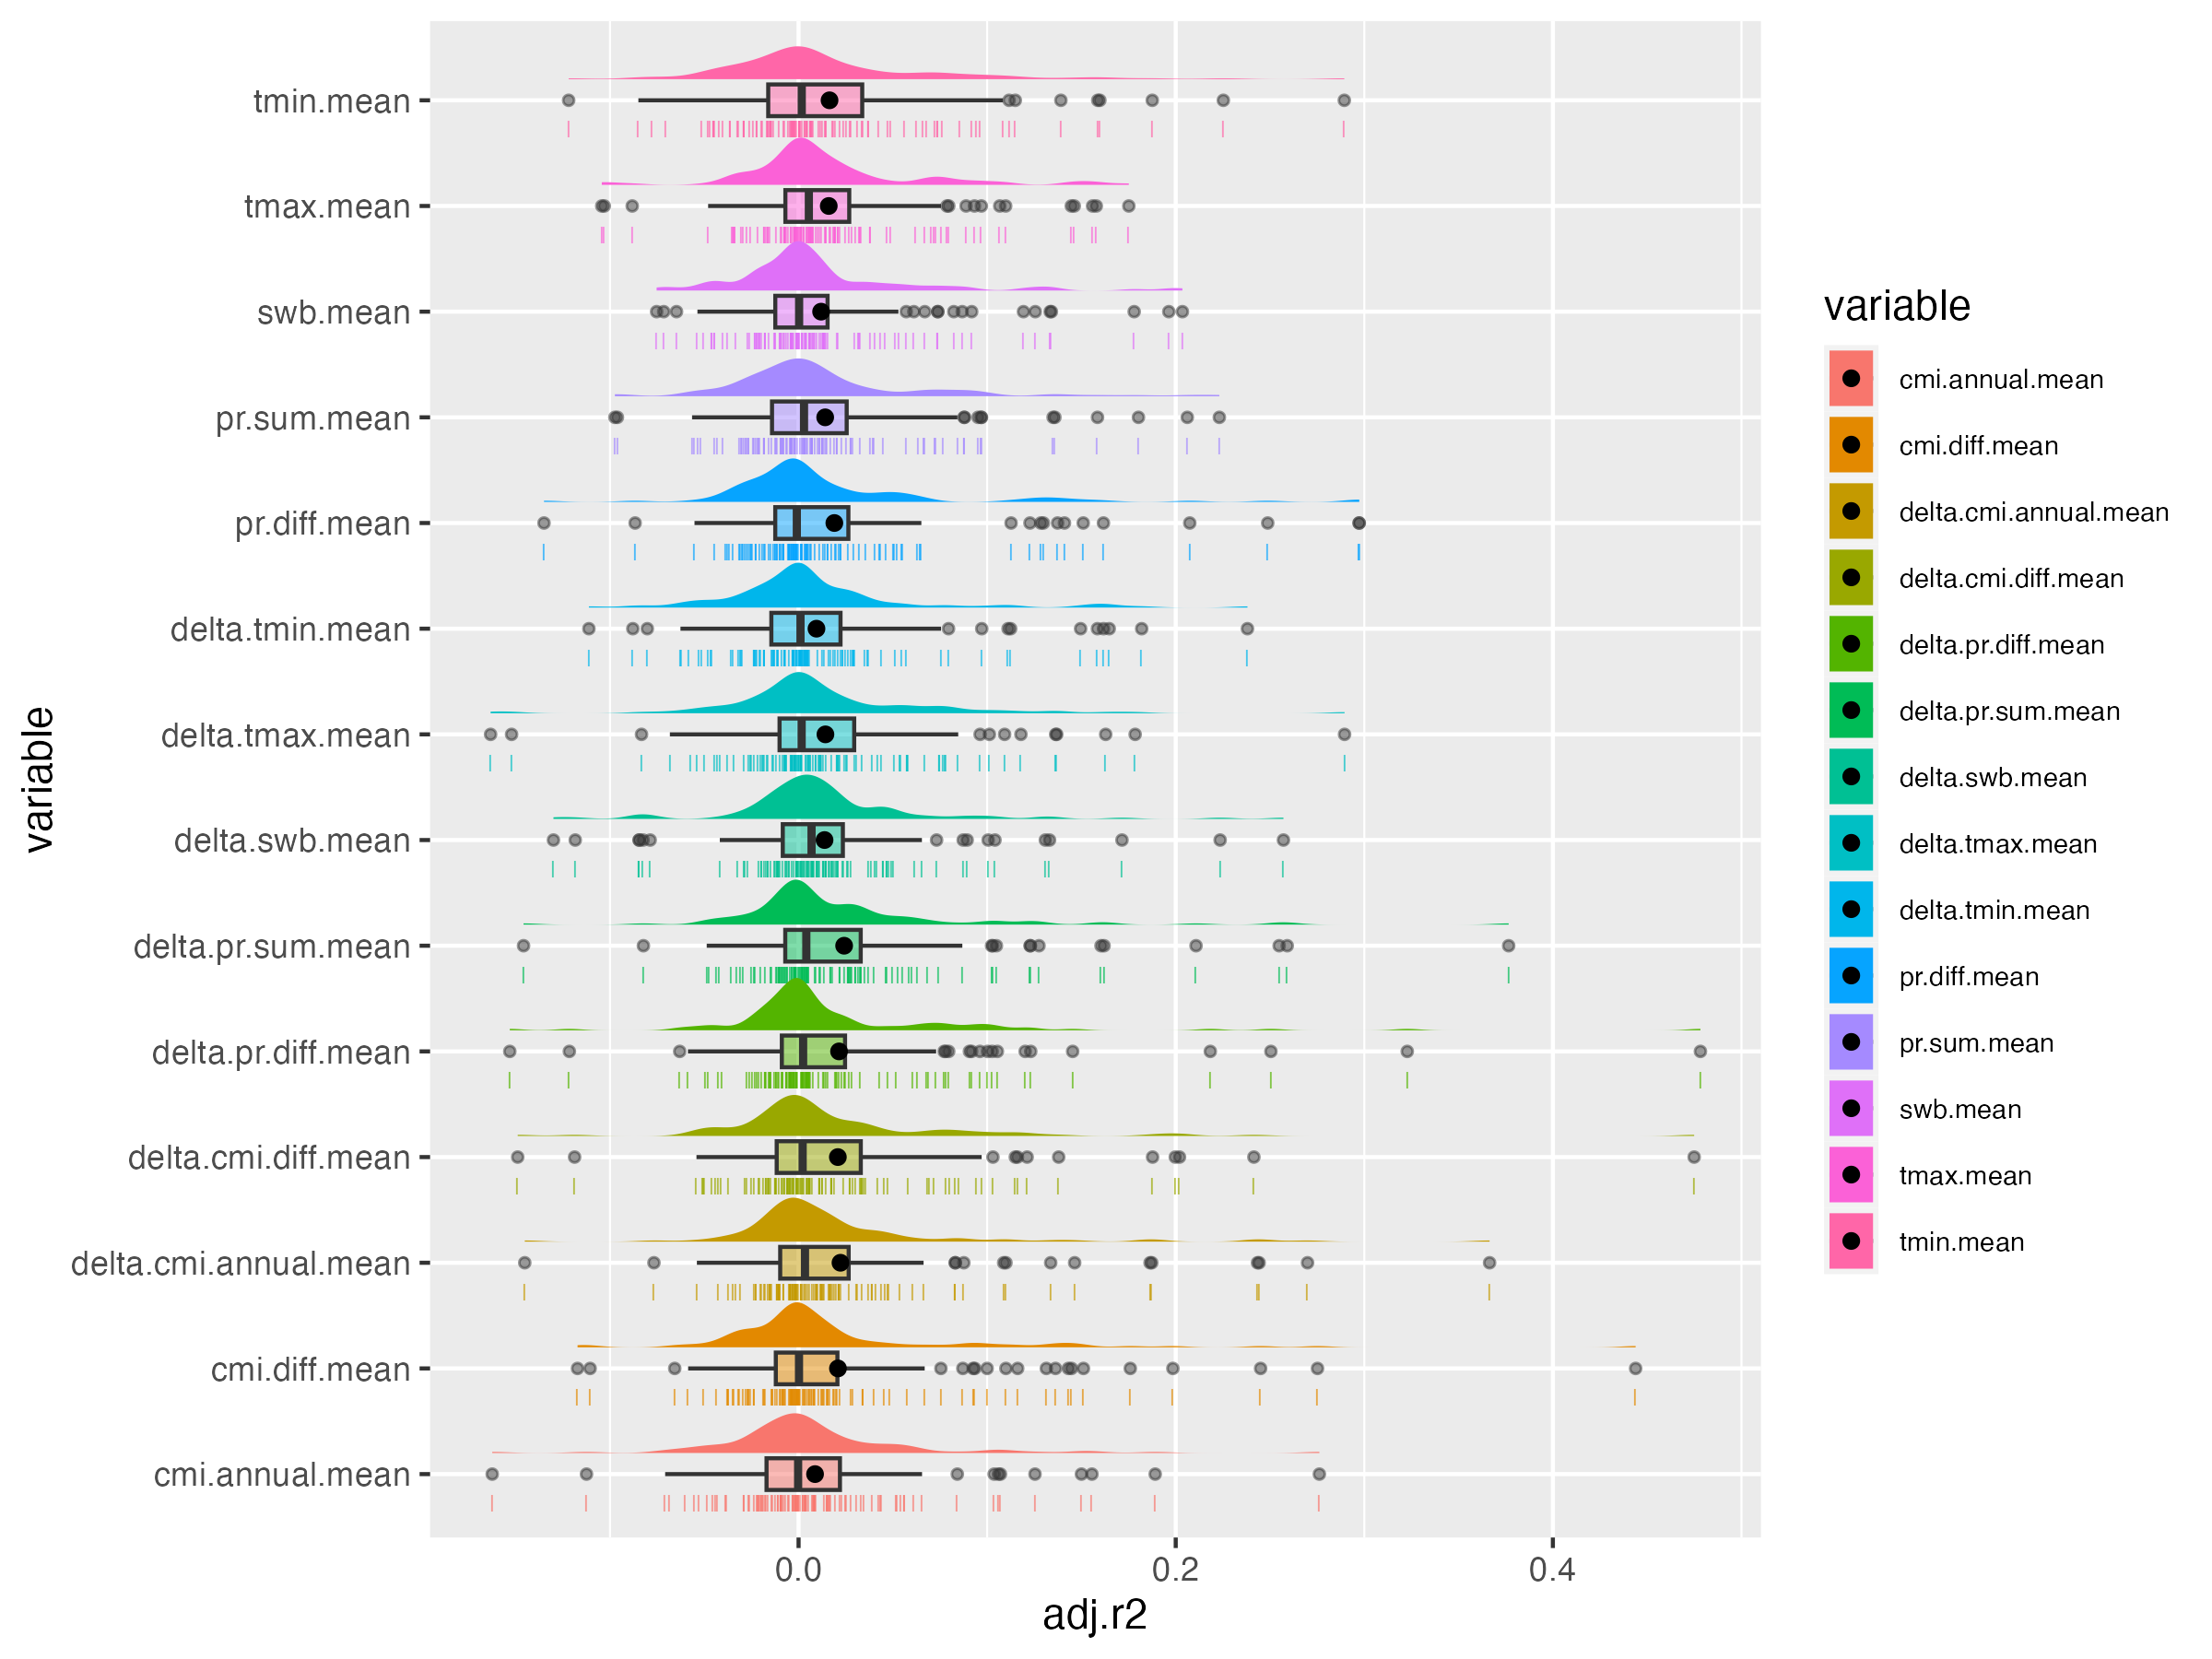 tmin.mean
tmax.mean
swb.mean
pr.sum.mean
pr.diff.mean
delta.tmin.mean
delta.tmax.mean
delta.swb.mean
delta.pr.sum.mean
delta.pr.diff.mean
delta.cmi.diff.mean
delta.cmi.annual.mean
cmi.diff.mean
cmi.annual.mean
variable
0.0
0.2
0.4
adj.r2
variable
cmi.annual.mean
cmi.diff.mean
delta.cmi.annual.mean
delta.cmi.diff.mean
delta.pr.diff.mean
delta.pr.sum.mean
delta.swb.mean
delta.tmax.mean
delta.tmin.mean
pr.diff.mean
pr.sum.mean
swb.mean
tmax.mean
tmin.mean